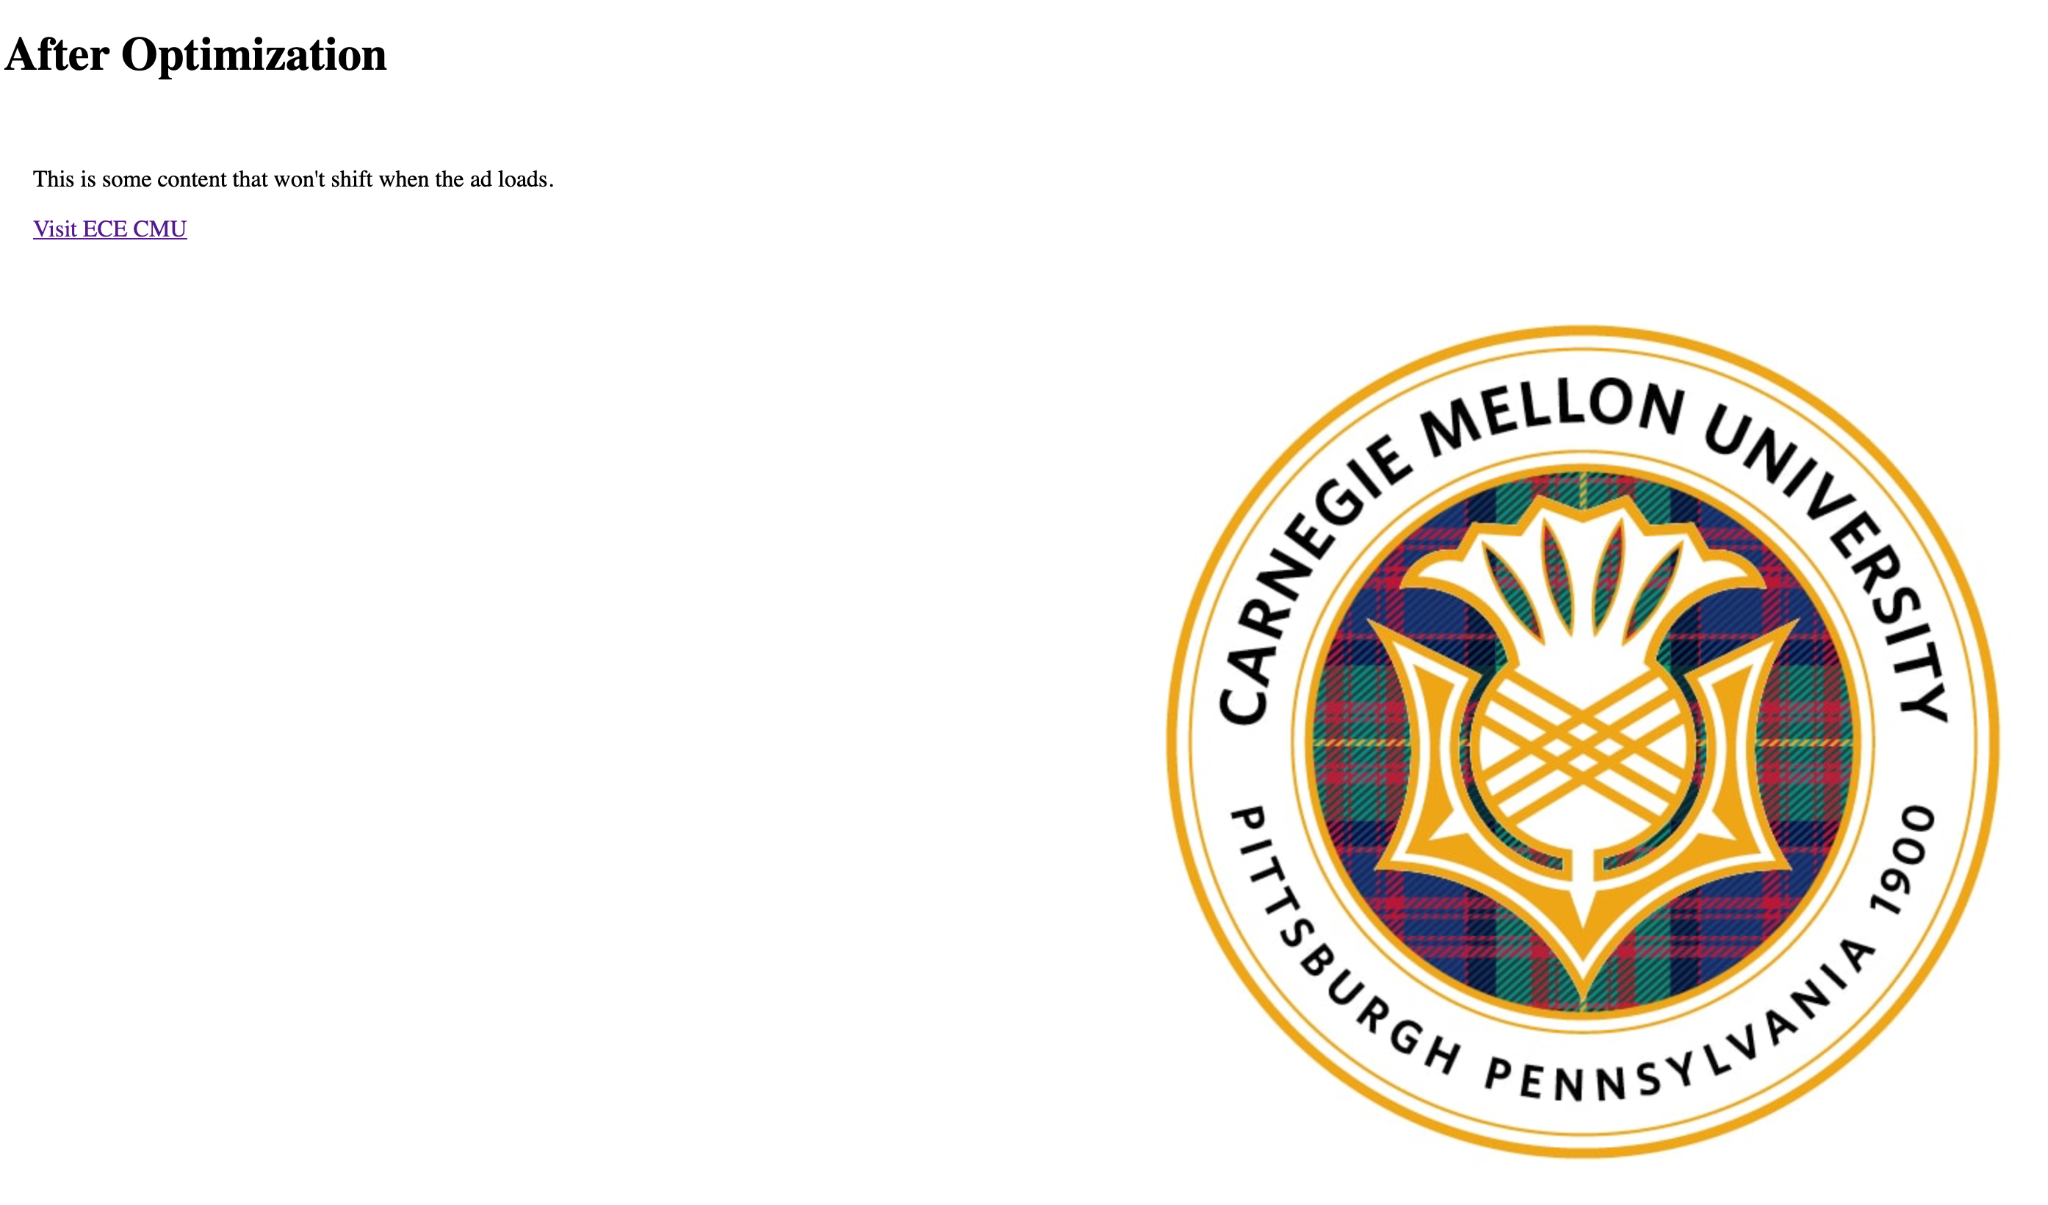 After Optimization
This is some content that won't shift when the ad loads.
Visit ECE CMU
CARNEGIE MELLON UNIVERSITY
PITTSBURGH PENNSYLVANIA 1900